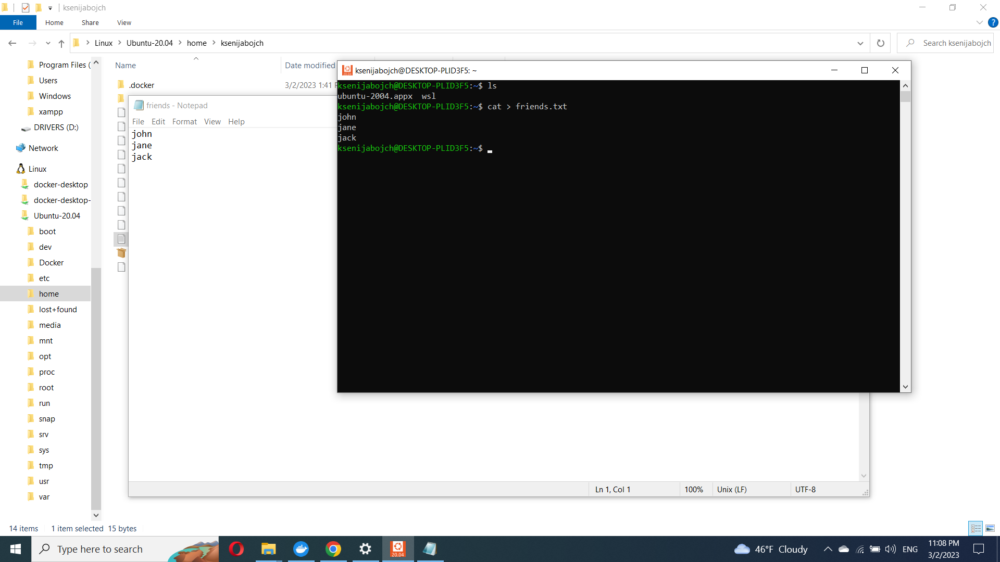 ksenijabojch
File Home Share View
Linux Ubuntu-20.04 home ksenijabojch
Search ksenijabojch
Program Files (
Users
Windows
xampp
DRIVERS (D:)
Network
Linux
docker-desktop
docker-desktop-
Ubuntu-20.04
boot
dev
Docker
etc
home
lost+found
media
mnt
opt
proc
root
run
snap
srv
sys
tmp
usr
var
Name Date modified
.docker 3/2/2023 1:41
friends - Notepad
File Edit Format View Help
john
jane
jack
Ln 1, Col 1 100% Unix (LF) UTF-8
ksenijabojch@DESKTOP-PLID3F5: ~
ksenijabojch@DESKTOP-PLID3F5:~$ ls
ubuntu-2004.appx wsl
ksenijabojch@DESKTOP-PLID3F5:~$ cat > friends.txt
john
jane
jack
ksenijabojch@DESKTOP-PLID3F5:~$
14 items 1 item selected 15 bytes
Type here to search
20.04
46°F Cloudy
ENG
11:08 PM
3/2/2023